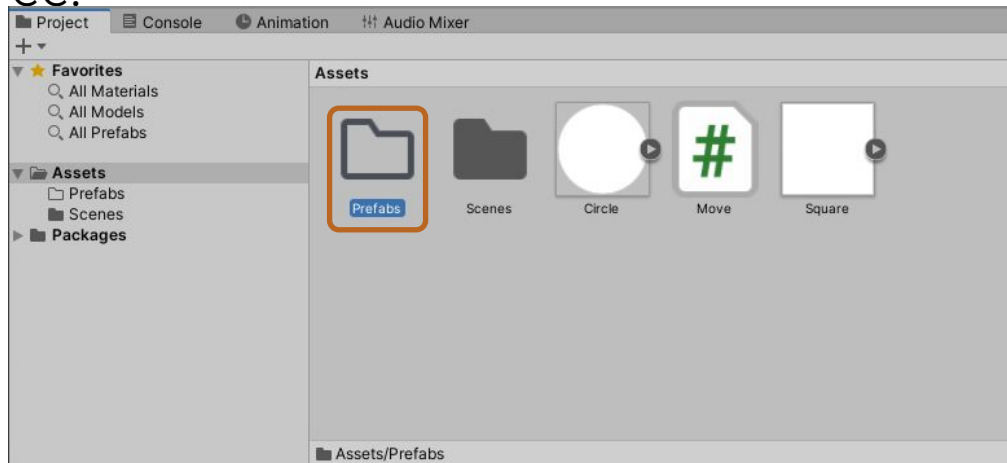 Project Console Animation Audio Mixer
Favorites
All Materials
All Models
All Prefabs
Assets
Prefabs
Scenes
Packages
Assets
Prefabs Scenes Circle Move Square
Assets/Prefabs